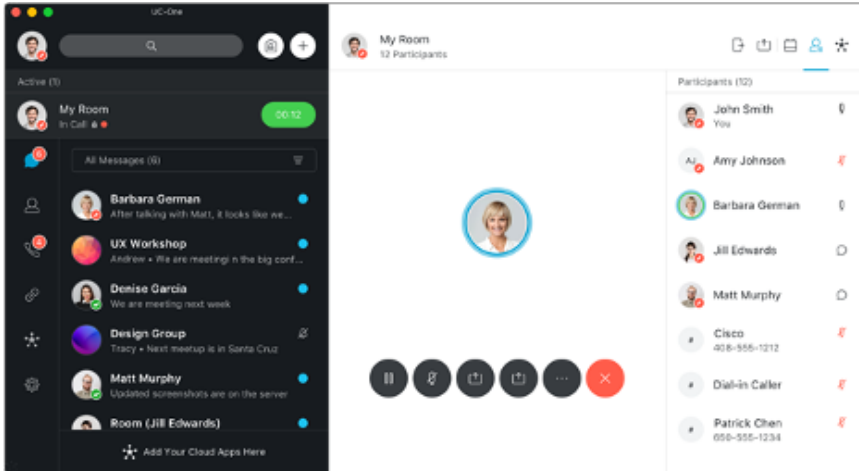 UC-One
Active (1)
My Room
In Call
00:12
6
All Messages (6)
Barbara German
After talking with Matt, it looks like we...
UX Workshop
Andrew • We are meetingi n the big conf...
4
Denise Garcia
We are meeting next week
Design Group
Tracy • Next meetup is in Santa Cruz
Matt Murphy
Updated screenshots are on the server
Room (Jill Edwards)
Add Your Cloud Apps Here
My Room
12 Participants
Participants (12)
John Smith
You
AJ
Amy Johnson
Barbara German
Jill Edwards
Matt Murphy
#
Cisco
408-555-1212
#
Dial-in Caller
#
Patrick Chen
650-555-1234